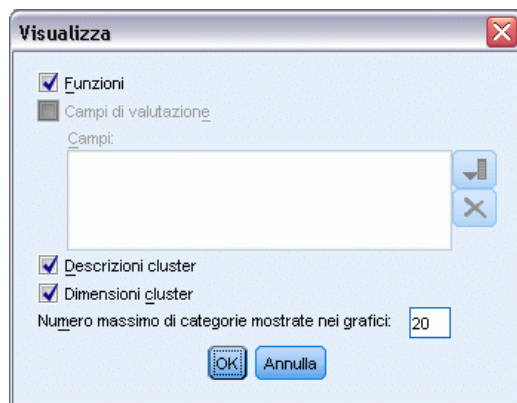 Visualizza
Funzioni
Campi di valutazione
Campi:
Descrizioni cluster
Dimensioni cluster
Numero massimo di categorie mostrate nei grafici: 20
OK Annulla